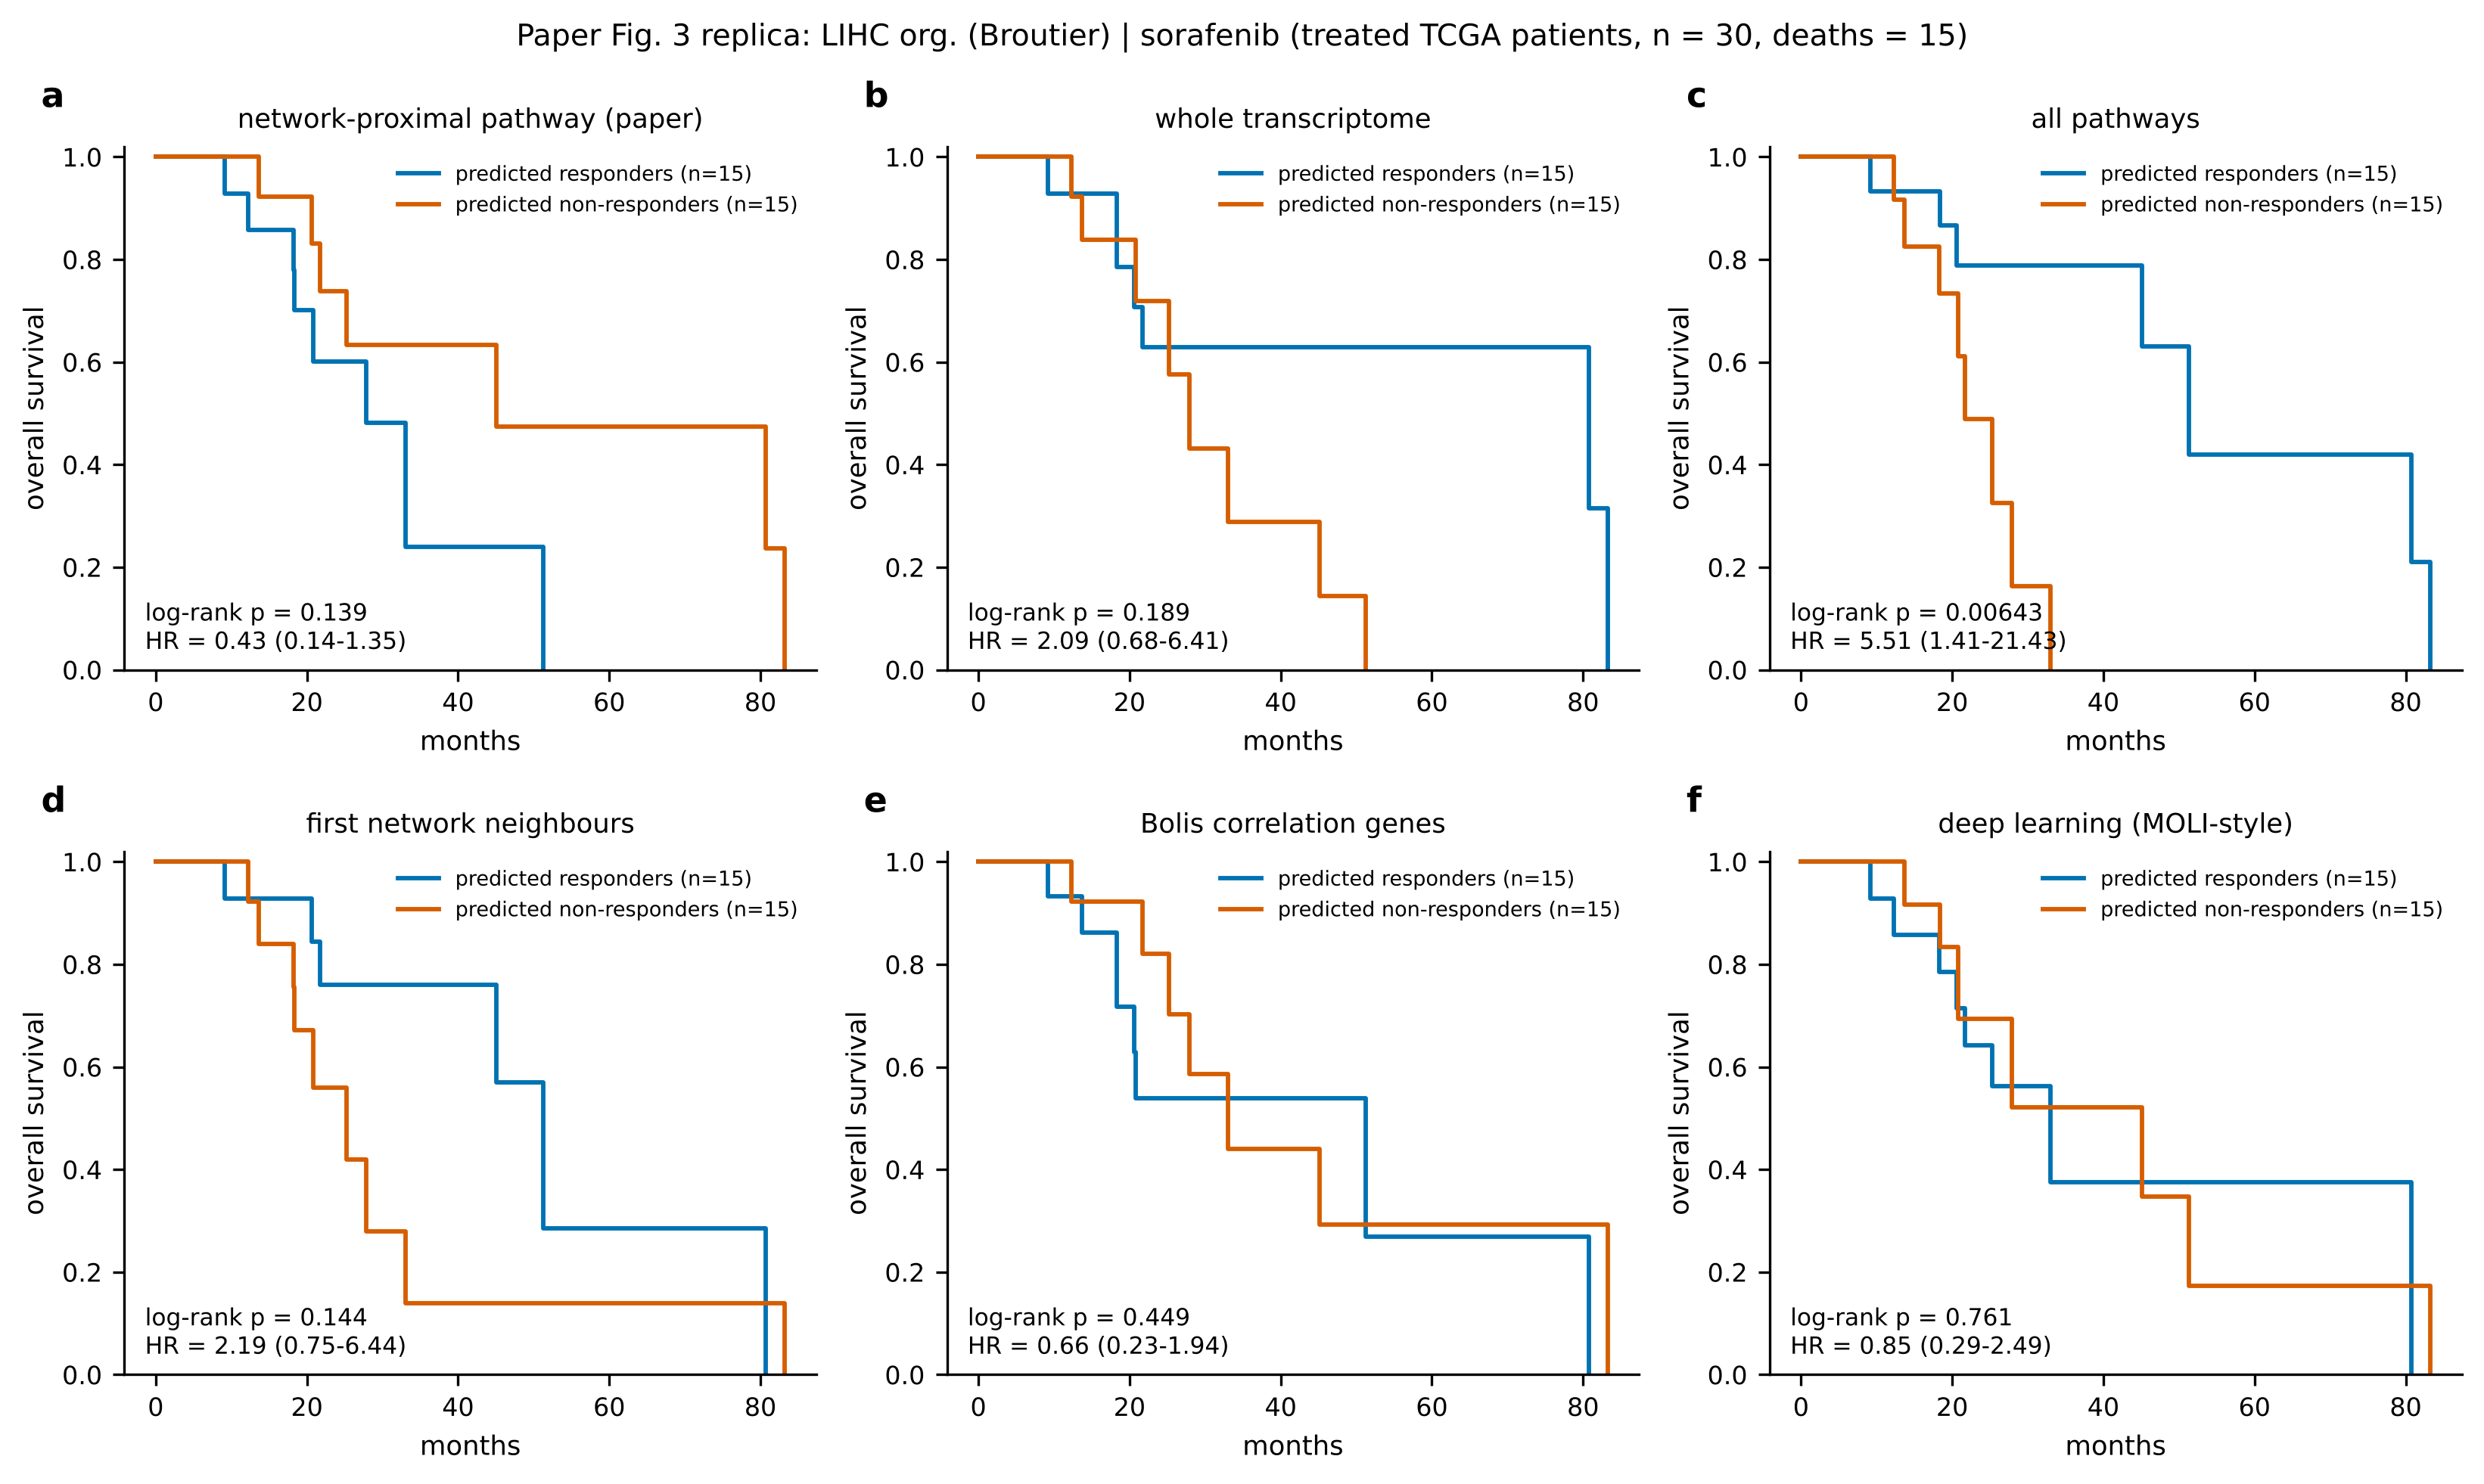 Paper Fig. 3 replica: LIHC org. (Broutier) | sorafenib (treated TCGA patients, n = 30, deaths = 15)
a
network-proximal pathway (paper)
overall survival
1.0
0.8
0.6
0.4
0.2
0.0
predicted responders (n=15)
predicted non-responders (n=15)
log-rank p = 0.139
HR = 0.43 (0.14-1.35)
0 20 40 60 80
months
b
whole transcriptome
overall survival
1.0
0.8
0.6
0.4
0.2
0.0
predicted responders (n=15)
predicted non-responders (n=15)
log-rank p = 0.189
HR = 2.09 (0.68-6.41)
0 20 40 60 80
months
c
all pathways
overall survival
1.0
0.8
0.6
0.4
0.2
0.0
predicted responders (n=15)
predicted non-responders (n=15)
log-rank p = 0.00643
HR = 5.51 (1.41-21.43)
0 20 40 60 80
months
d
first network neighbours
overall survival
1.0
0.8
0.6
0.4
0.2
0.0
predicted responders (n=15)
predicted non-responders (n=15)
log-rank p = 0.144
HR = 2.19 (0.75-6.44)
0 20 40 60 80
months
e
Bolis correlation genes
overall survival
1.0
0.8
0.6
0.4
0.2
0.0
predicted responders (n=15)
predicted non-responders (n=15)
log-rank p = 0.449
HR = 0.66 (0.23-1.94)
0 20 40 60 80
months
f
deep learning (MOLI-style)
overall survival
1.0
0.8
0.6
0.4
0.2
0.0
predicted responders (n=15)
predicted non-responders (n=15)
log-rank p = 0.761
HR = 0.85 (0.29-2.49)
0 20 40 60 80
months